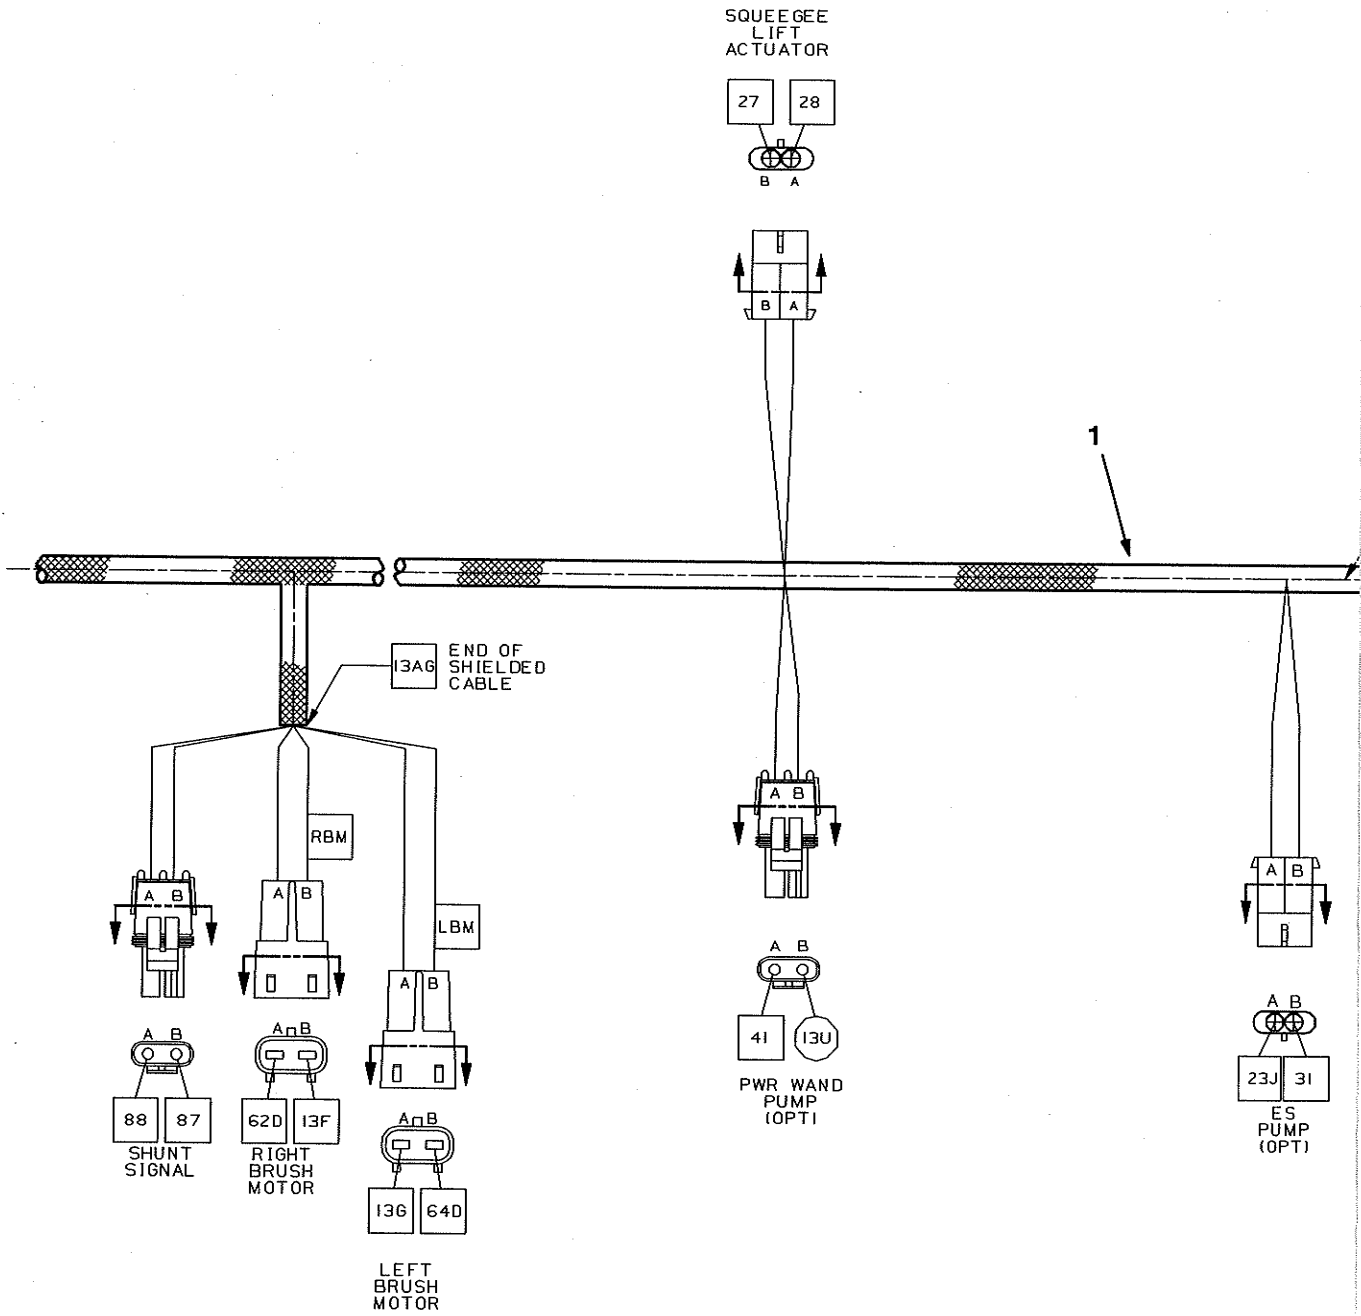 SQUEEGEE
LIFT
ACTUATOR
27 28
B A
B A
1
13AG
END OF
SHIELDED
CABLE
RBM
LBM
A B
A B
A B
A B
A B
88 87
SHUNT
SIGNAL
A B
62D 13F
RIGHT
BRUSH
MOTOR
A B
13G 64D
LEFT
BRUSH
MOTOR
A B
41 13U
PWR WAND
PUMP
(OPT)
A B
A B
23J 31
ES
PUMP
(OPT)